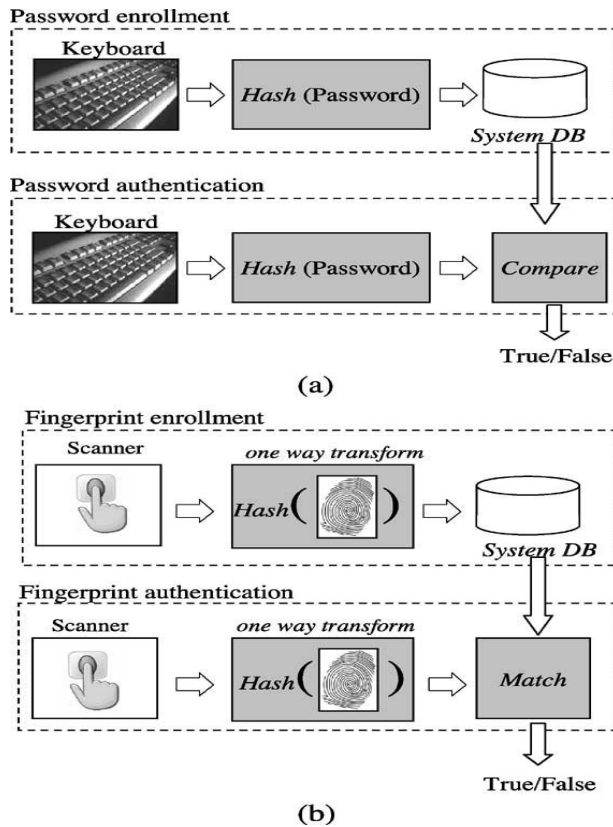 Password enrollment
Keyboard
Hash (Password)
System DB
Password authentication
Keyboard
Hash (Password)
Compare
True/False
(a)
Fingerprint enrollment
Scanner
one way transform
Hash( )
System DB
Fingerprint authentication
Scanner
one way transform
Hash( )
Match
True/False
(b)